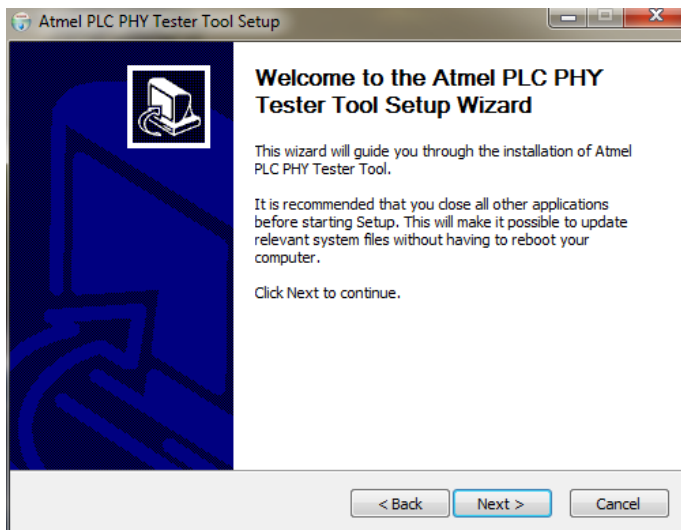 Atmel PLC PHY Tester Tool Setup
Welcome to the Atmel PLC PHY
Tester Tool Setup Wizard
This wizard will guide you through the installation of Atmel
PLC PHY Tester Tool.
It is recommended that you close all other applications
before starting Setup. This will make it possible to update
relevant system files without having to reboot your
computer.
Click Next to continue.
< Back Next > Cancel